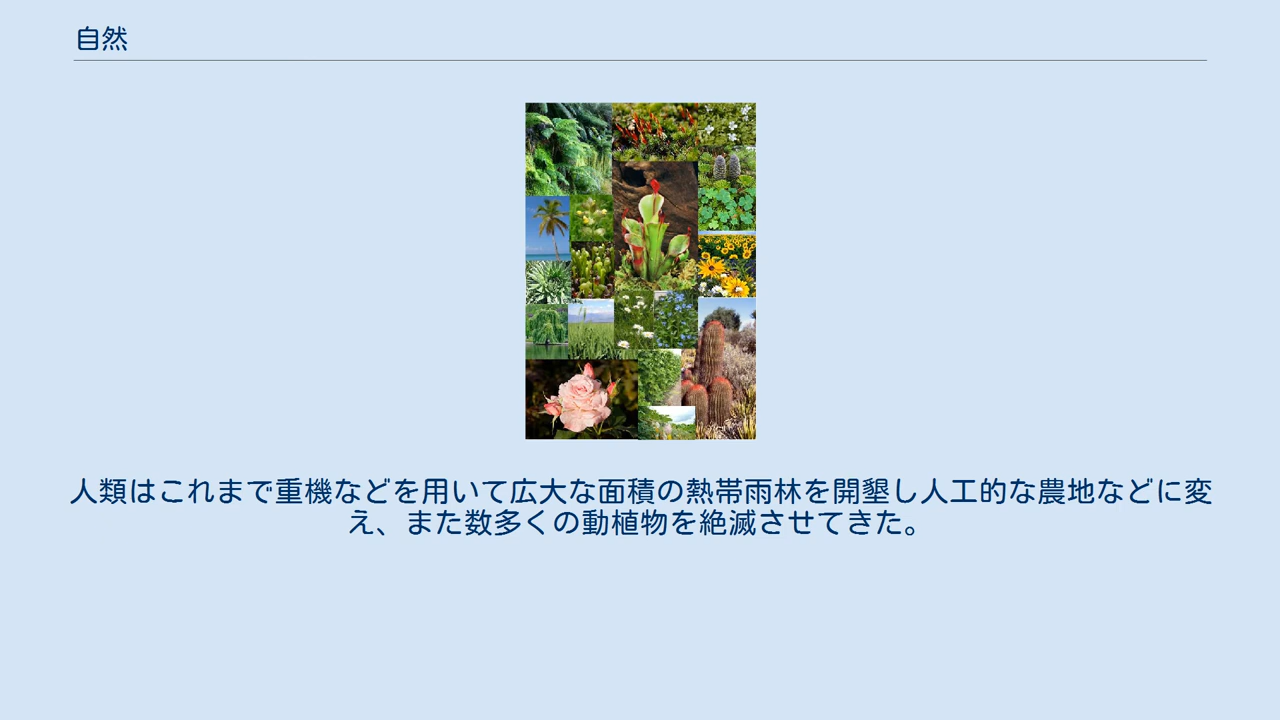 自然
人類はこれまで重機などを用いて広大な面積の熱帯雨林を開墾し人工的な農地などに変
え、また数多くの動植物を絶滅させてきた。